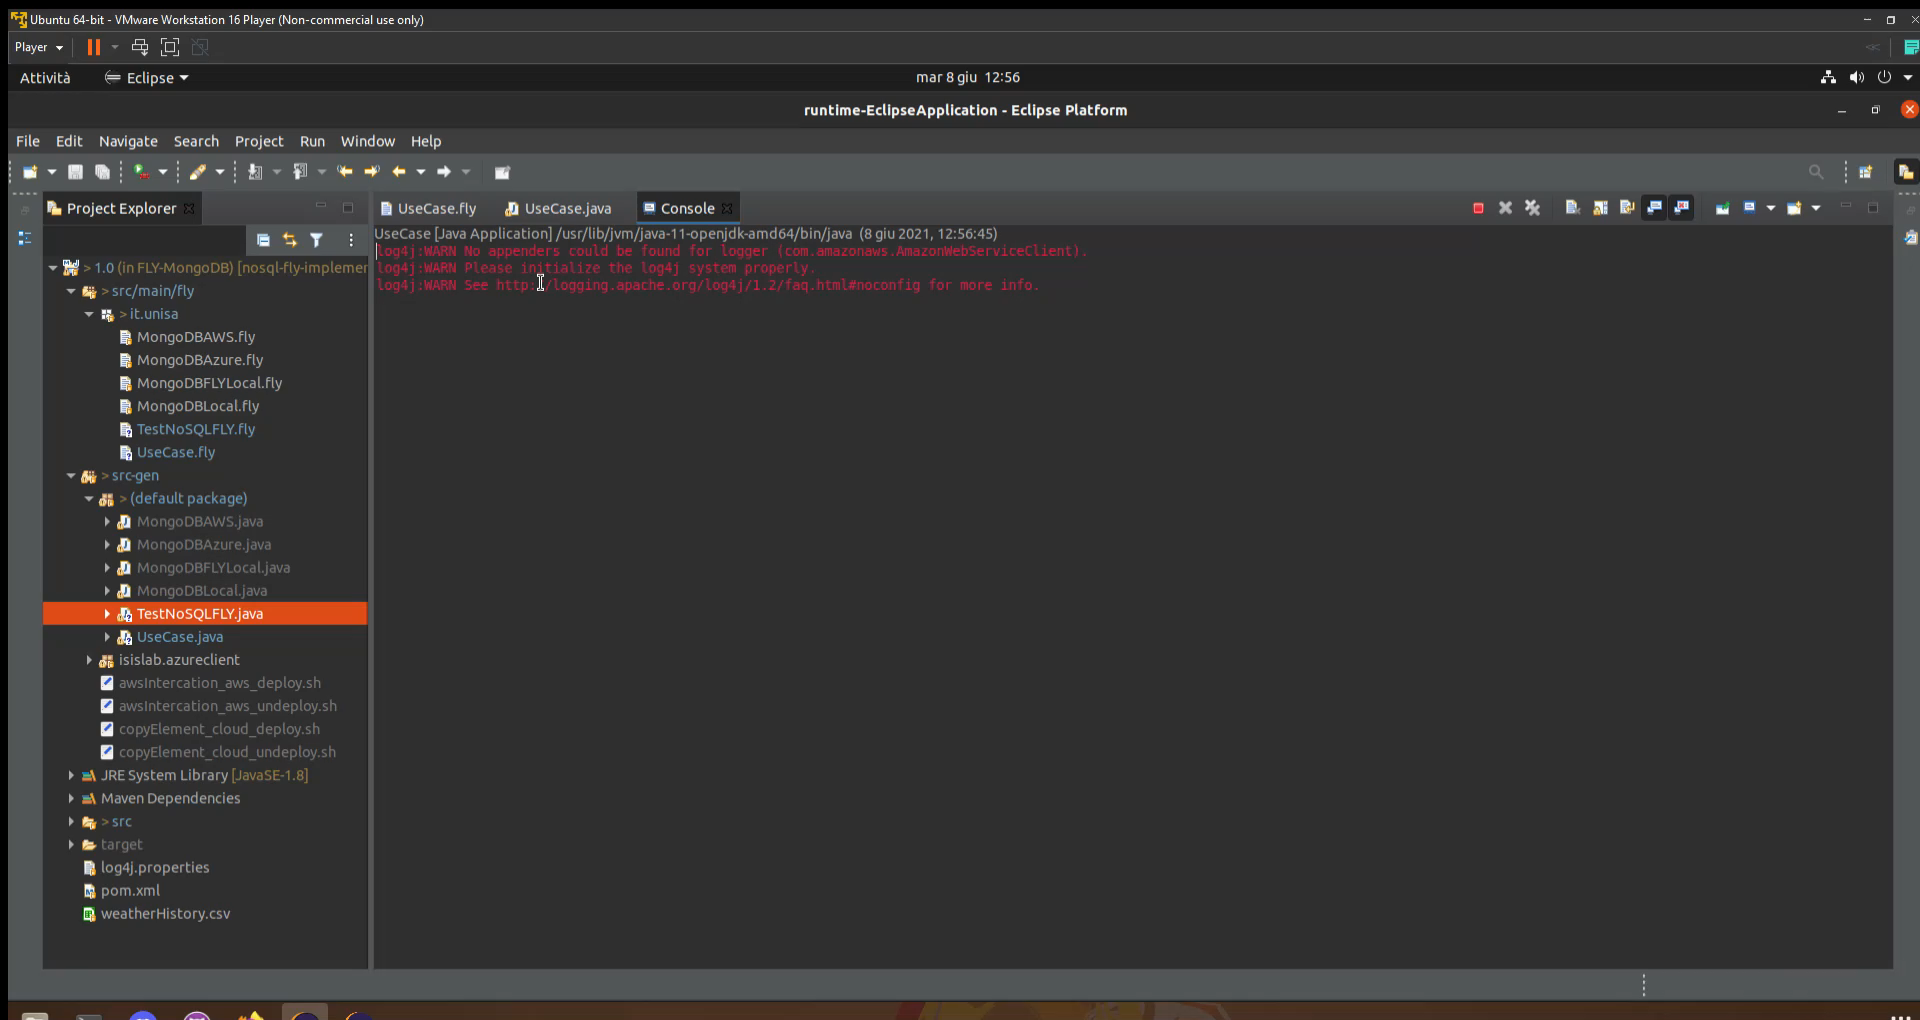 Ubuntu 64-bit - VMware Workstation 16 Player (Non-commercial use only)
Player
Attività
Eclipse
mar 8 giu 12:56
runtime-EclipseApplication - Eclipse Platform
File Edit Navigate Search Project Run Window Help
Project Explorer
UseCase.fly
UseCase.java
Console
UseCase [Java Application] /usr/lib/jvm/java-11-openjdk-amd64/bin/java (8 giu 2021, 12:56:45)
log4j:WARN No appenders could be found for logger (com.amazonaws.AmazonWebServiceClient).
log4j:WARN Please initialize the log4j system properly.
log4j:WARN See http://logging.apache.org/log4j/1.2/faq.html#noconfig for more info.
> 1.0 (in FLY-MongoDB) [nosql-fly-implemen
> src/main/fly
> it.unisa
MongoDBAWS.fly
MongoDBAzure.fly
MongoDBFLYLocal.fly
MongoDBLocal.fly
TestNoSQLFLY.fly
UseCase.fly
> src-gen
> (default package)
MongoDBAWS.java
MongoDBAzure.java
MongoDBFLYLocal.java
MongoDBLocal.java
TestNoSQLFLY.java
UseCase.java
isislab.azureclient
awsIntercation_aws_deploy.sh
awsIntercation_aws_undeploy.sh
copyElement_cloud_deploy.sh
copyElement_cloud_undeploy.sh
JRE System Library [JavaSE-1.8]
Maven Dependencies
> src
target
log4j.properties
pom.xml
weatherHistory.csv